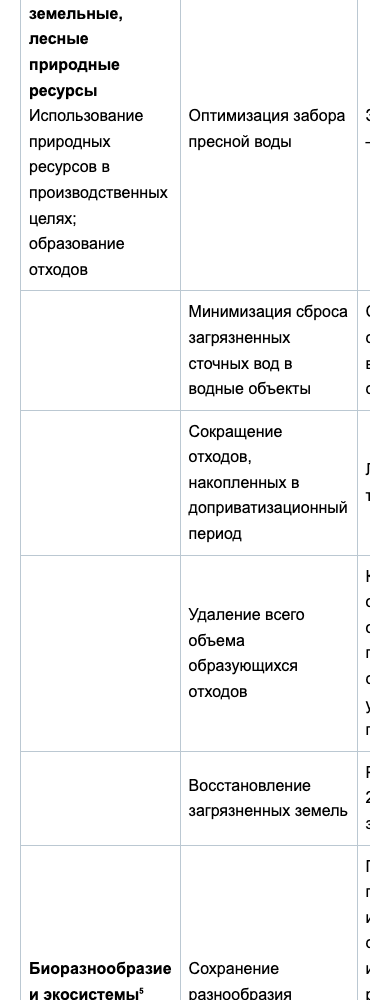 земельные,
лесные
природные
ресурсы
Использование
природных
ресурсов в
производственных
целях;
образование
отходов
Оптимизация забора
пресной воды
Минимизация сброса
загрязненных
сточных вод в
водные объекты
Сокращение
отходов,
накопленных в
доприватизационный
период
Удаление всего
объема
образующихся
отходов
Восстановление
загрязненных земель
Биоразнообразие
и экосистемы⁵
Сохранение
разнообразия